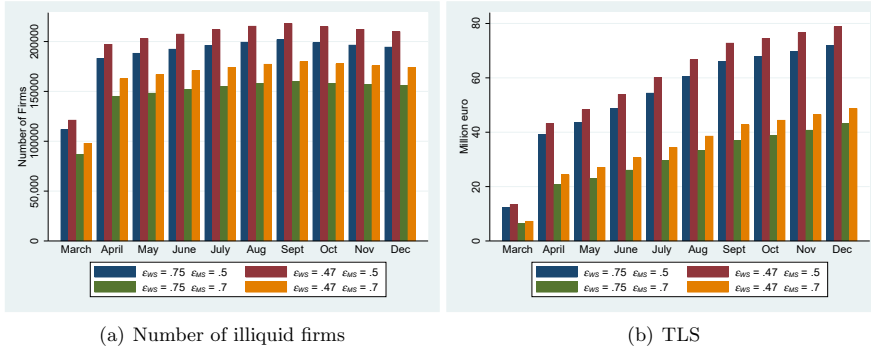 Number of Firms
200000
150000
100000
50,000
0
March April May June July Aug Sept Oct Nov Dec
εWS = .75 εMS = .5
εWS = .47 εMS = .5
εWS = .75 εMS = .7
εWS = .47 εMS = .7
(a) Number of illiquid firms
Million euro
80
60
40
20
0
March April May June July Aug Sept Oct Nov Dec
εWS = .75 εMS = .5
εWS = .47 εMS = .5
εWS = .75 εMS = .7
εWS = .47 εMS = .7
(b) TLS